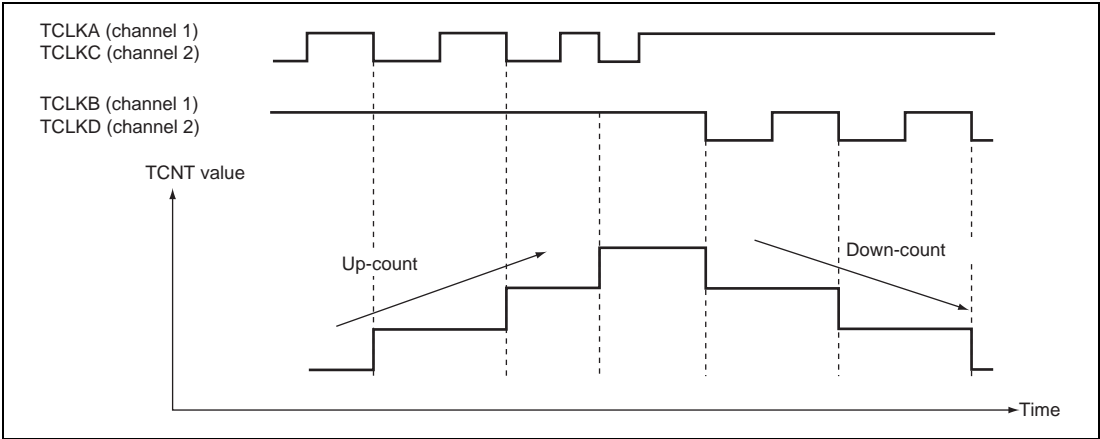 TCLKA (channel 1)
TCLKC (channel 2)
TCLKB (channel 1)
TCLKD (channel 2)
TCNT value
Up-count
Down-count
Time